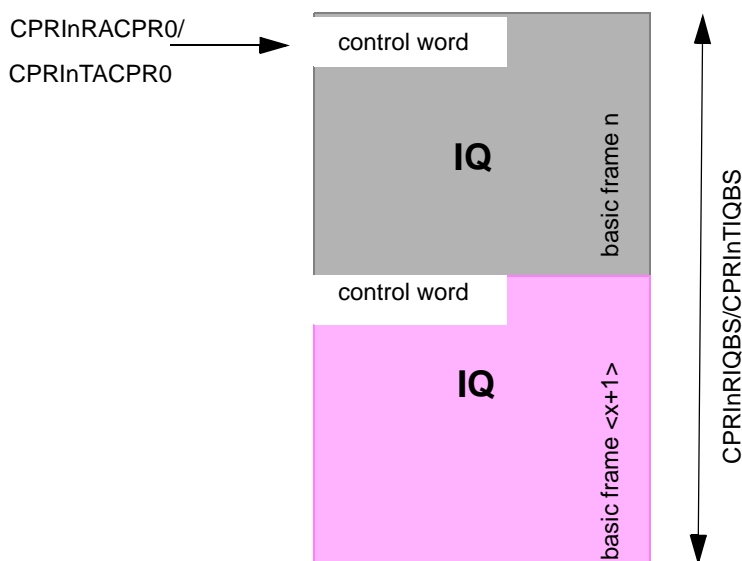 CPRInRACPR0/
CPRInTACPR0
control word
IQ
basic frame n
control word
IQ
basic frame <x+1>
CPRInRIQBS/CPRInTIQBS